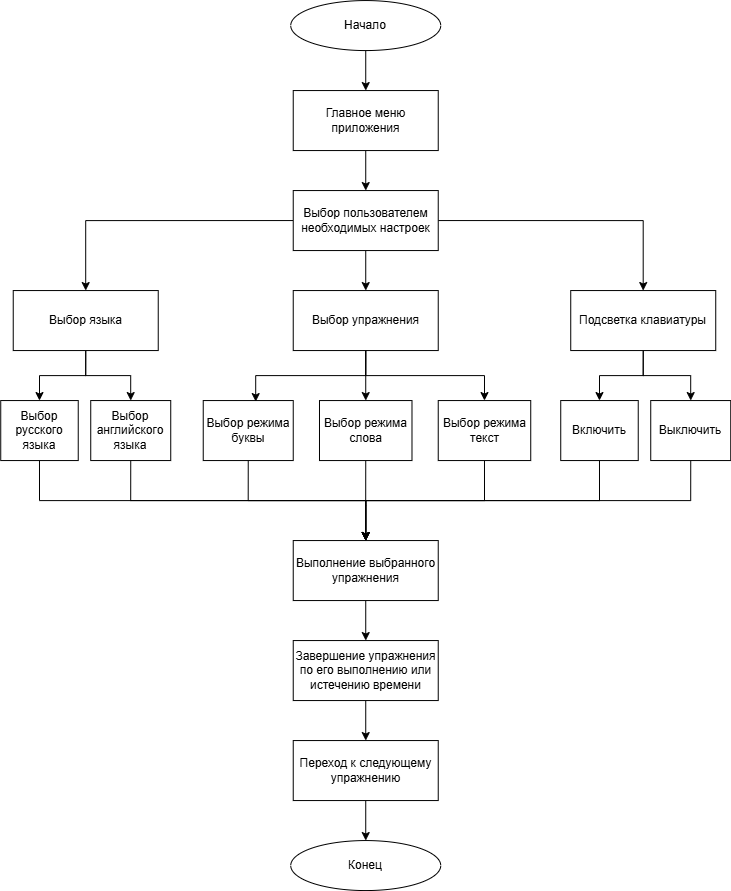 Начало
Главное меню
приложения
Выбор пользователем
необходимых настроек
Выбор языка
Выбор упражнения
Подсветка клавиатуры
Выбор
русского
языка
Выбор
английского
языка
Выбор режима
буквы
Выбор режима
слова
Выбор режима
текст
Включить
Выключить
Выполнение выбранного
упражнения
Завершение упражнения
по его выполнению или
истечению времени
Переход к следующему
упражнению
Конец